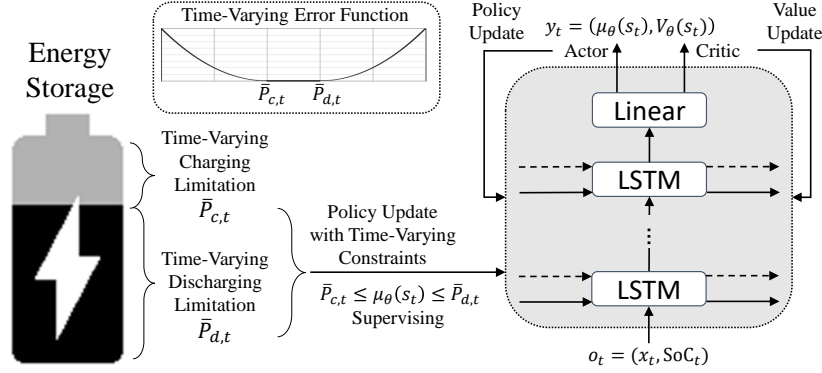 Time-Varying Error Function
P̄c,t
P̄d,t
Energy
Storage
Time-Varying
Charging
Limitation
P̄c,t
Time-Varying
Discharging
Limitation
P̄d,t
Policy Update
with Time-Varying
Constraints
P̄c,t ≤ μθ(st) ≤ P̄d,t
Supervising
Policy
Update
yt = (μθ(st), Vθ(st))
Value
Update
Actor
Critic
Linear
LSTM
⋮
LSTM
ot = (xt, SoCt)